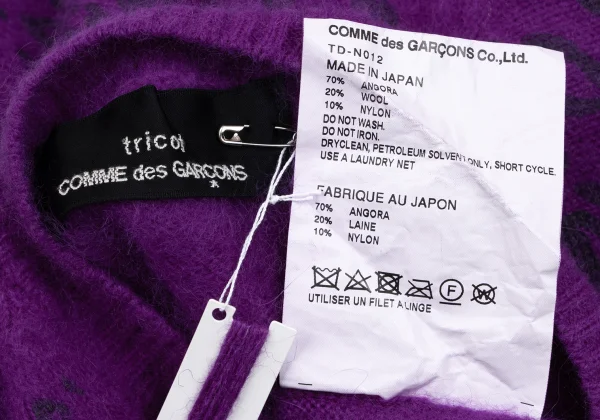 tricot
COMME des GARÇONS
COMME des GARÇONS Co.,Ltd.
TD-N012
MADE IN JAPAN
70% ANGORA
20% WOOL
10% NYLON
DO NOT WASH.
DO NOT IRON.
DRYCLEAN, PETROLEUM SOLVENT ONLY, SHORT CYCLE.
USE A LAUNDRY NET
FABRIQUE AU JAPON
70% ANGORA
20% LAINE
10% NYLON
UTILISER UN FILET A LINGE